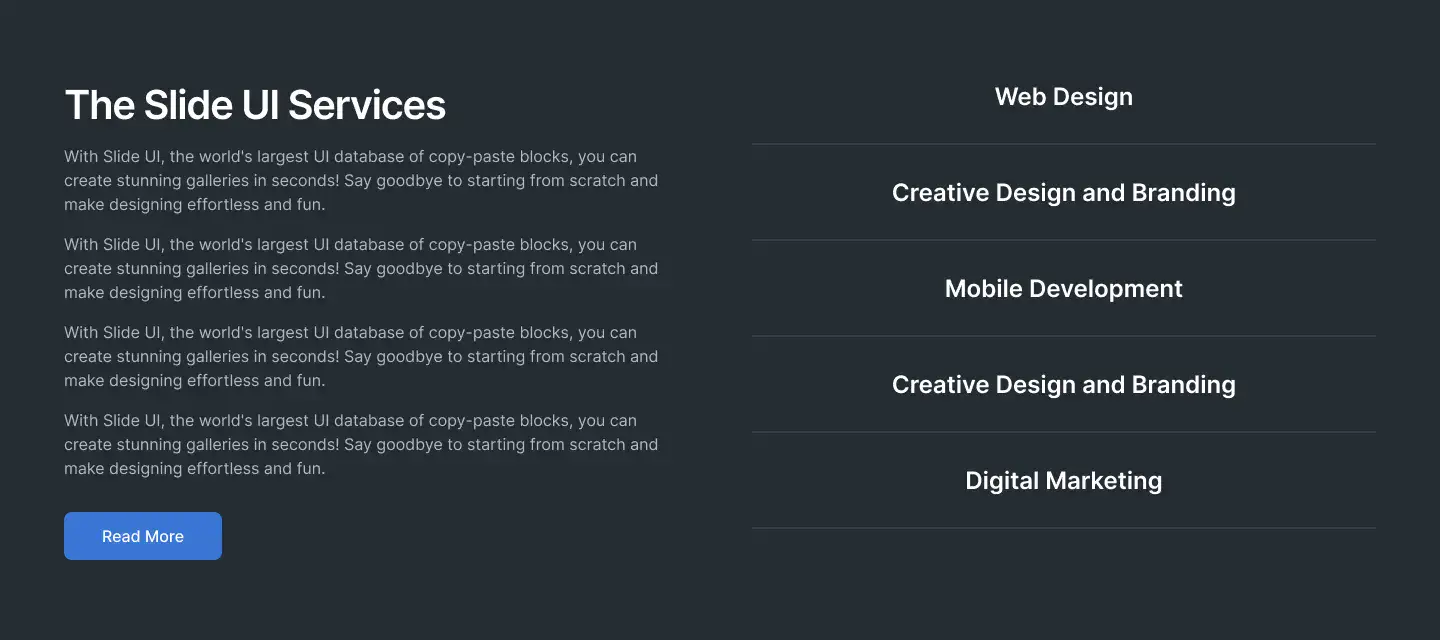 The Slide UI Services
With Slide UI, the world's largest UI database of copy-paste blocks, you can
create stunning galleries in seconds! Say goodbye to starting from scratch and
make designing effortless and fun.
With Slide UI, the world's largest UI database of copy-paste blocks, you can
create stunning galleries in seconds! Say goodbye to starting from scratch and
make designing effortless and fun.
With Slide UI, the world's largest UI database of copy-paste blocks, you can
create stunning galleries in seconds! Say goodbye to starting from scratch and
make designing effortless and fun.
With Slide UI, the world's largest UI database of copy-paste blocks, you can
create stunning galleries in seconds! Say goodbye to starting from scratch and
make designing effortless and fun.
Read More
Web Design
Creative Design and Branding
Mobile Development
Creative Design and Branding
Digital Marketing